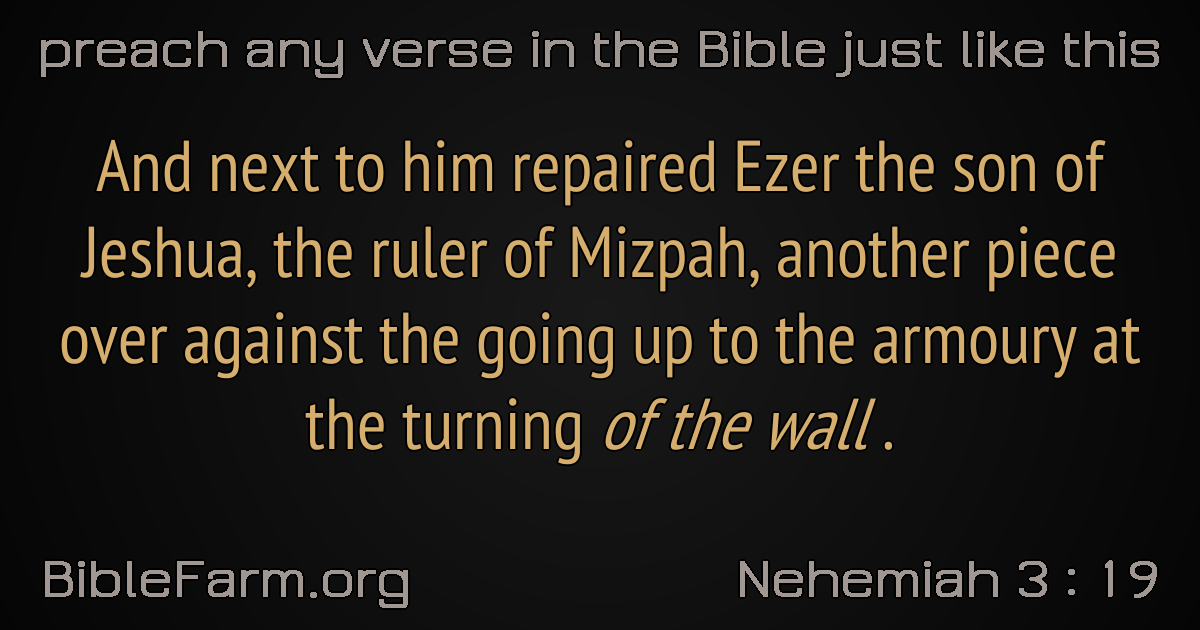 preach any verse in the Bible just like this
And next to him repaired Ezer the son of
Jeshua, the ruler of Mizpah, another piece
over against the going up to the armoury at
the turning of the wall .
BibleFarm.org
Nehemiah 3 : 19